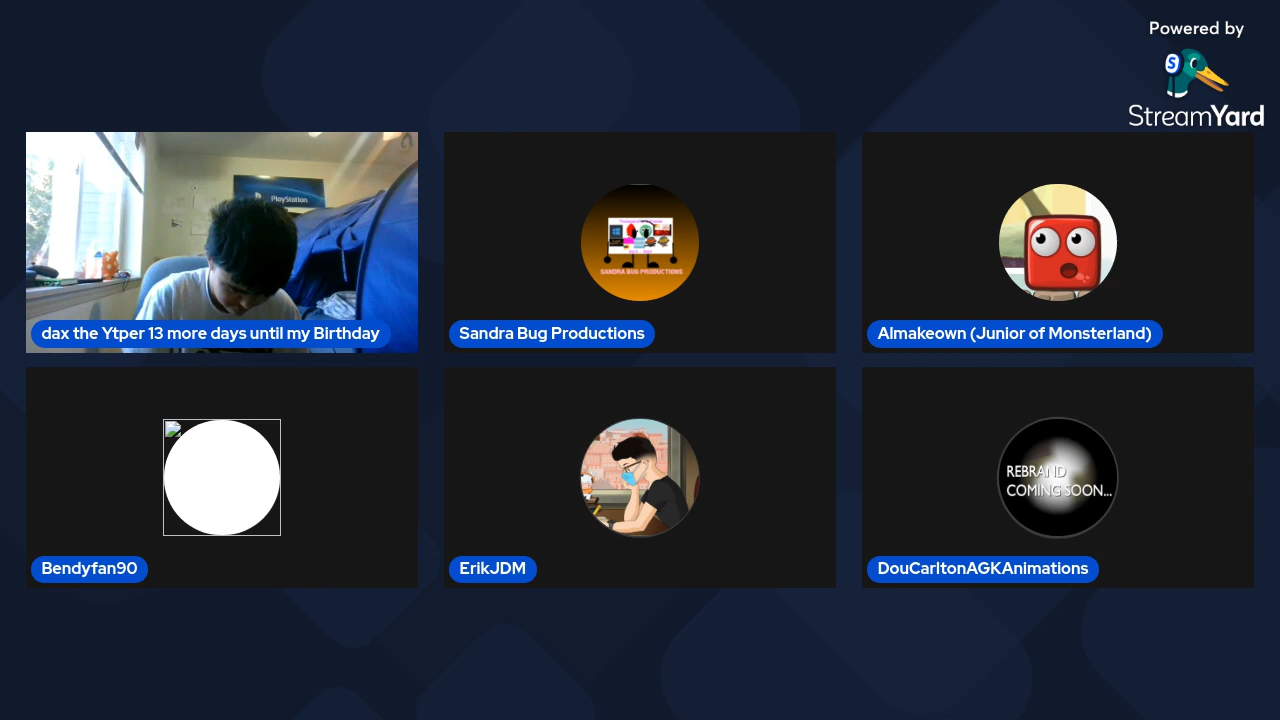 Powered by
StreamYard
PlayStation
dax the Ytper 13 more days until my Birthday
SANDRA BUG PRODUCTIONS
Sandra Bug Productions
Almakeown (Junior of Monsterland)
Bendyfan90
ErikJDM
REBRAND
COMING SOON...
DouCarltonAGKAnimations